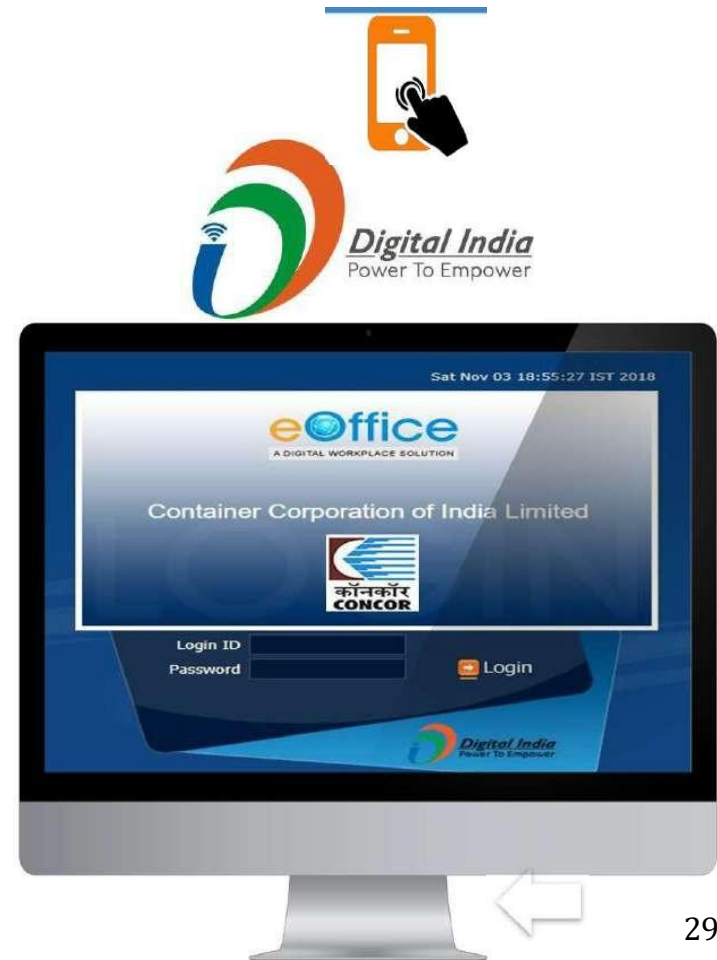 Digital India
Power To Empower
Sat Nov 03 18:55:27 IST 2018
eOffice
A DIGITAL WORKPLACE SOLUTION
Container Corporation of India Limited
कॉनकॉर
CONCOR
LOGIN
Login ID
Password
Login
Digital India
Power To Empower
29